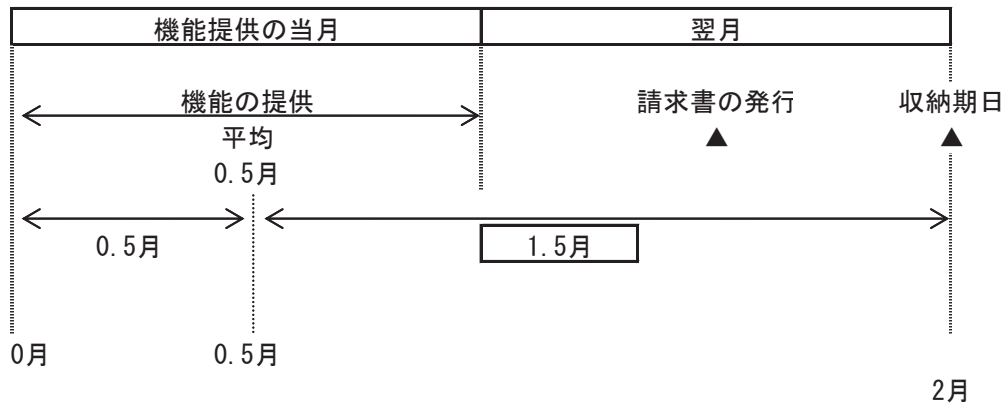 機能提供の当月 翌月
機能の提供 請求書の発行 収納期日
平均 ▲ ▲
0.5月
0.5月 1.5月
0月 0.5月
2月